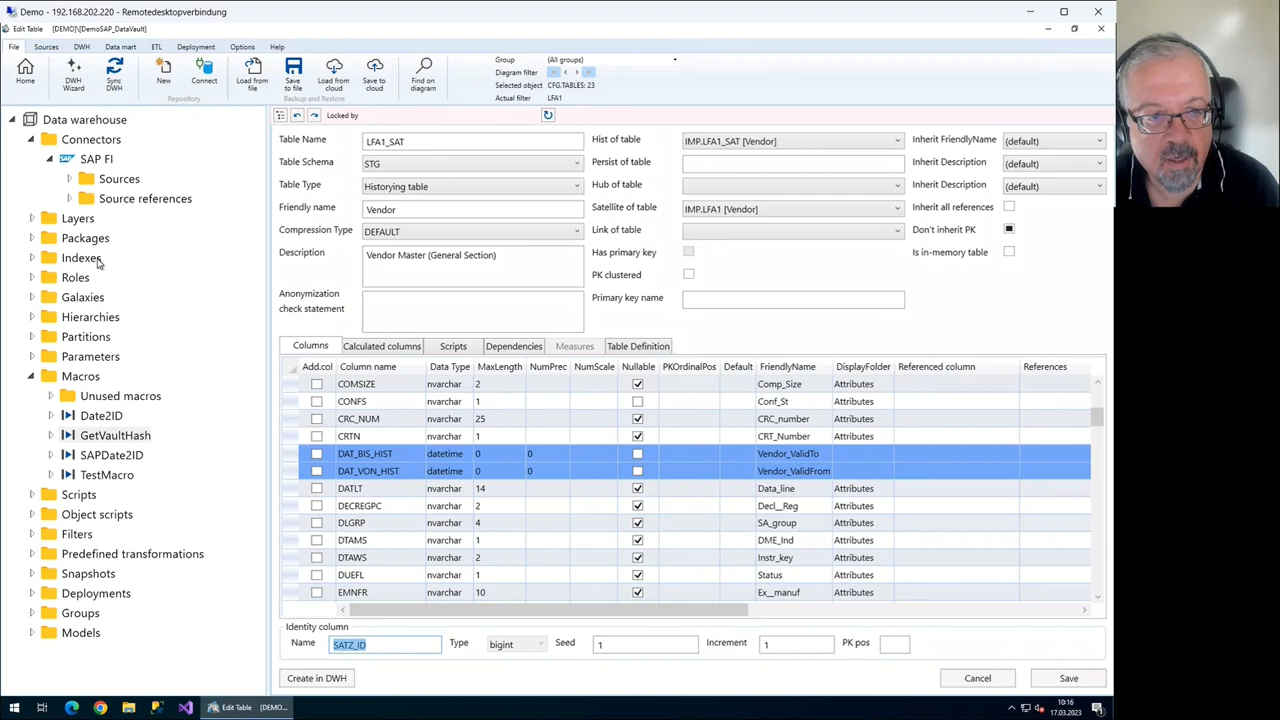 Demo - 192.168.202.220 - Remotedesktopverbindung
Edit Table [DEMO]\[DemoSAP_DataVault]
File Sources DWH Data mart ETL Deployment Options Help
Home
DWH Wizard
Sync DWH
New
Connect
Repository
Load from file
Save to file
Load from cloud
Save to cloud
Backup and Restore
Find on diagram
Group (All groups)
Diagram filter
Selected object CFG.TABLES: 23
Actual filter LFA1
Data warehouse
Connectors
SAP FI
Sources
Source references
Layers
Packages
Indexes
Roles
Galaxies
Hierarchies
Partitions
Parameters
Macros
Unused macros
Date2ID
GetVaultHash
SAPDate2ID
TestMacro
Scripts
Object scripts
Filters
Predefined transformations
Snapshots
Deployments
Groups
Models
Locked by
Table Name LFA1_SAT
Table Schema STG
Table Type Historying table
Friendly name Vendor
Compression Type DEFAULT
Description Vendor Master (General Section)
Anonymization check statement
Hist of table IMP.LFA1_SAT [Vendor]
Persist of table
Hub of table
Satellite of table IMP.LFA1 [Vendor]
Link of table
Has primary key
PK clustered
Primary key name
Inherit FriendlyName (default)
Inherit Description (default)
Inherit Description (default)
Inherit all references
Don't inherit PK
Is in-memory table
Columns Calculated columns Scripts Dependencies Measures Table Definition
Add.col Column name Data Type MaxLength NumPrec NumScale Nullable PKOrdinalPos Default FriendlyName DisplayFolder Referenced column References
COMSIZE nvarchar 2 Comp_Size Attributes
CONFS nvarchar 1 Conf_St Attributes
CRC_NUM nvarchar 25 CRC_number Attributes
CRTN nvarchar 1 CRT_Number Attributes
DAT_BIS_HIST datetime 0 0 Vendor_ValidTo
DAT_VON_HIST datetime 0 0 Vendor_ValidFrom
DATLT nvarchar 14 Data_line Attributes
DECREGPC nvarchar 2 Decl__Reg Attributes
DLGRP nvarchar 4 SA_group Attributes
DTAMS nvarchar 1 DME_Ind Attributes
DTAWS nvarchar 2 Instr_key Attributes
DUEFL nvarchar 1 Status Attributes
EMNFR nvarchar 10 Ex__manuf Attributes
Identity column
Name SATZ_ID Type bigint Seed 1 Increment 1 PK pos
Create in DWH Cancel Save
Edit Table [DEMO...
10:16
17.03.2023